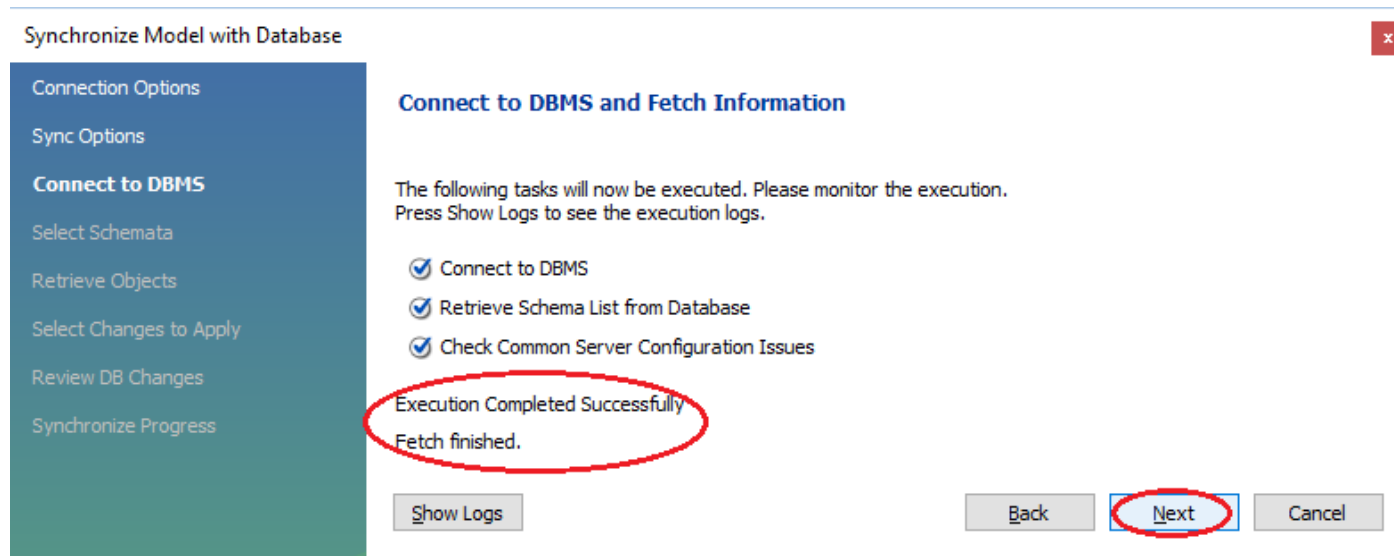 Synchronize Model with Database
x
Connection Options
Sync Options
Connect to DBMS
Select Schemata
Retrieve Objects
Select Changes to Apply
Review DB Changes
Synchronize Progress
Connect to DBMS and Fetch Information
The following tasks will now be executed. Please monitor the execution.
Press Show Logs to see the execution logs.
Connect to DBMS
Retrieve Schema List from Database
Check Common Server Configuration Issues
Execution Completed Successfully
Fetch finished.
Show Logs
Back
Next
Cancel